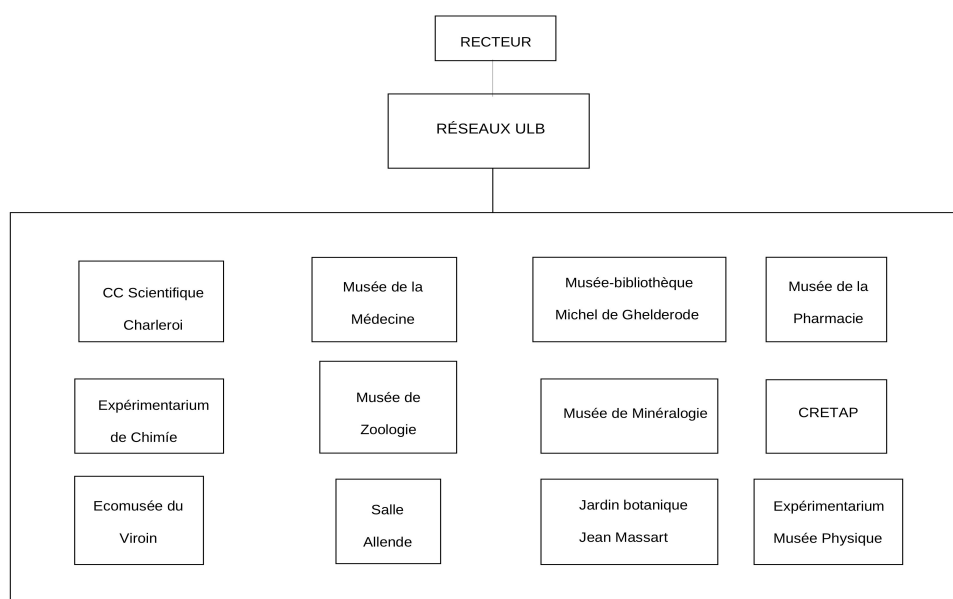 RECTEUR
RÉSEAUX ULB
CC Scientifique
Charleroi
Musée de la
Médecine
Musée-bibliothèque
Michel de Ghelderode
Musée de la
Pharmacie
Expérimentarium
de Chimíe
Musée de
Zoologie
Musée de Minéralogie
CRETAP
Ecomusée du
Viroin
Salle
Allende
Jardin botanique
Jean Massart
Expérimentarium
Musée Physique